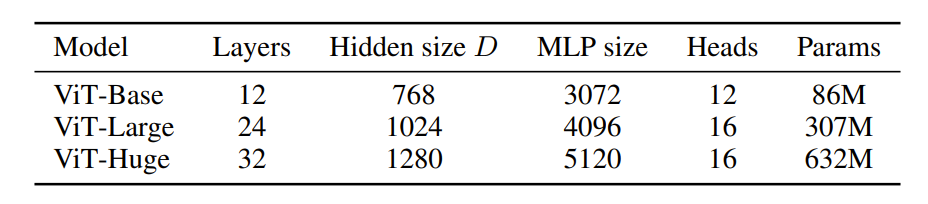 Model Layers Hidden size D MLP size Heads Params
ViT-Base 12 768 3072 12 86M
ViT-Large 24 1024 4096 16 307M
ViT-Huge 32 1280 5120 16 632M